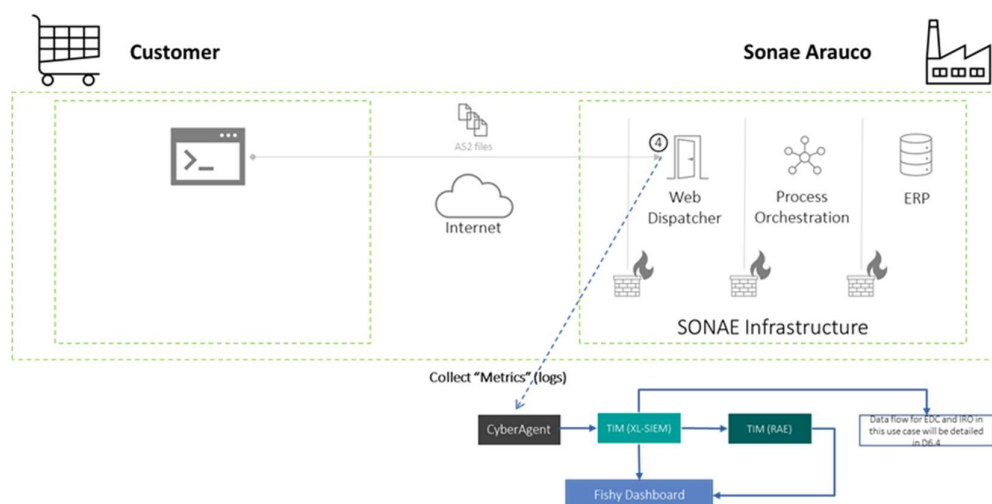 Customer
Sonae Arauco
AS2 files
Internet
4
Web
Dispatcher
Process
Orchestration
ERP
SONAE Infrastructure
Collect “Metrics” (logs)
CyberAgent
TIM (XL-SIEM)
TIM (RAE)
Data flow for EDC and IRO in
this use case will be detailed
in D6.4
Fishy Dashboard